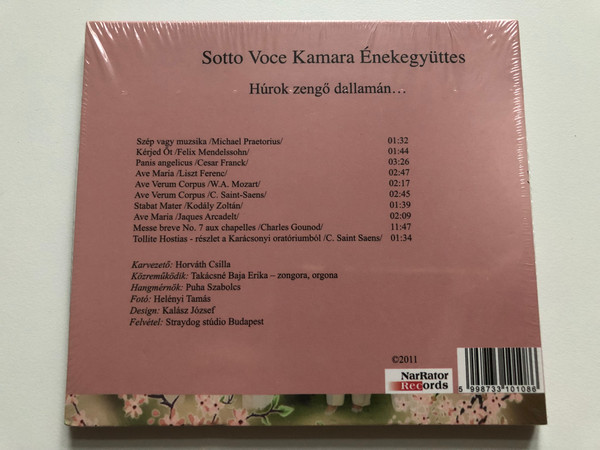 Sotto Voce Kamara Énekegyüttes
Húrok zengő dallamán…
Szép vagy muzsika /Michael Praetorius/ 01:32
Kérjed Őt /Felix Mendelssohn/ 01:44
Panis angelicus /Cesar Franck/ 03:26
Ave Maria /Liszt Ferenc/ 02:47
Ave Verum Corpus /W.A. Mozart/ 02:17
Ave Verum Corpus /C. Saint-Saens/ 02:45
Stabat Mater /Kodály Zoltán/ 01:39
Ave Maria /Jaques Arcadelt/ 02:09
Messe breve No. 7 aux chapelles /Charles Gounod/ 11:47
Tollite Hostias - részlet a Karácsonyi oratóriumból /C. Saint Saens/ 01:34
Karvezető: Horváth Csilla
Közreműködik: Takácsné Baja Erika – zongora, orgona
Hangmérnök: Puha Szabolcs
Fotó: Helényi Tamás
Design: Kalász József
Felvétel: Straydog stúdio Budapest
©2011
NarRator
Records
5 998733 101086